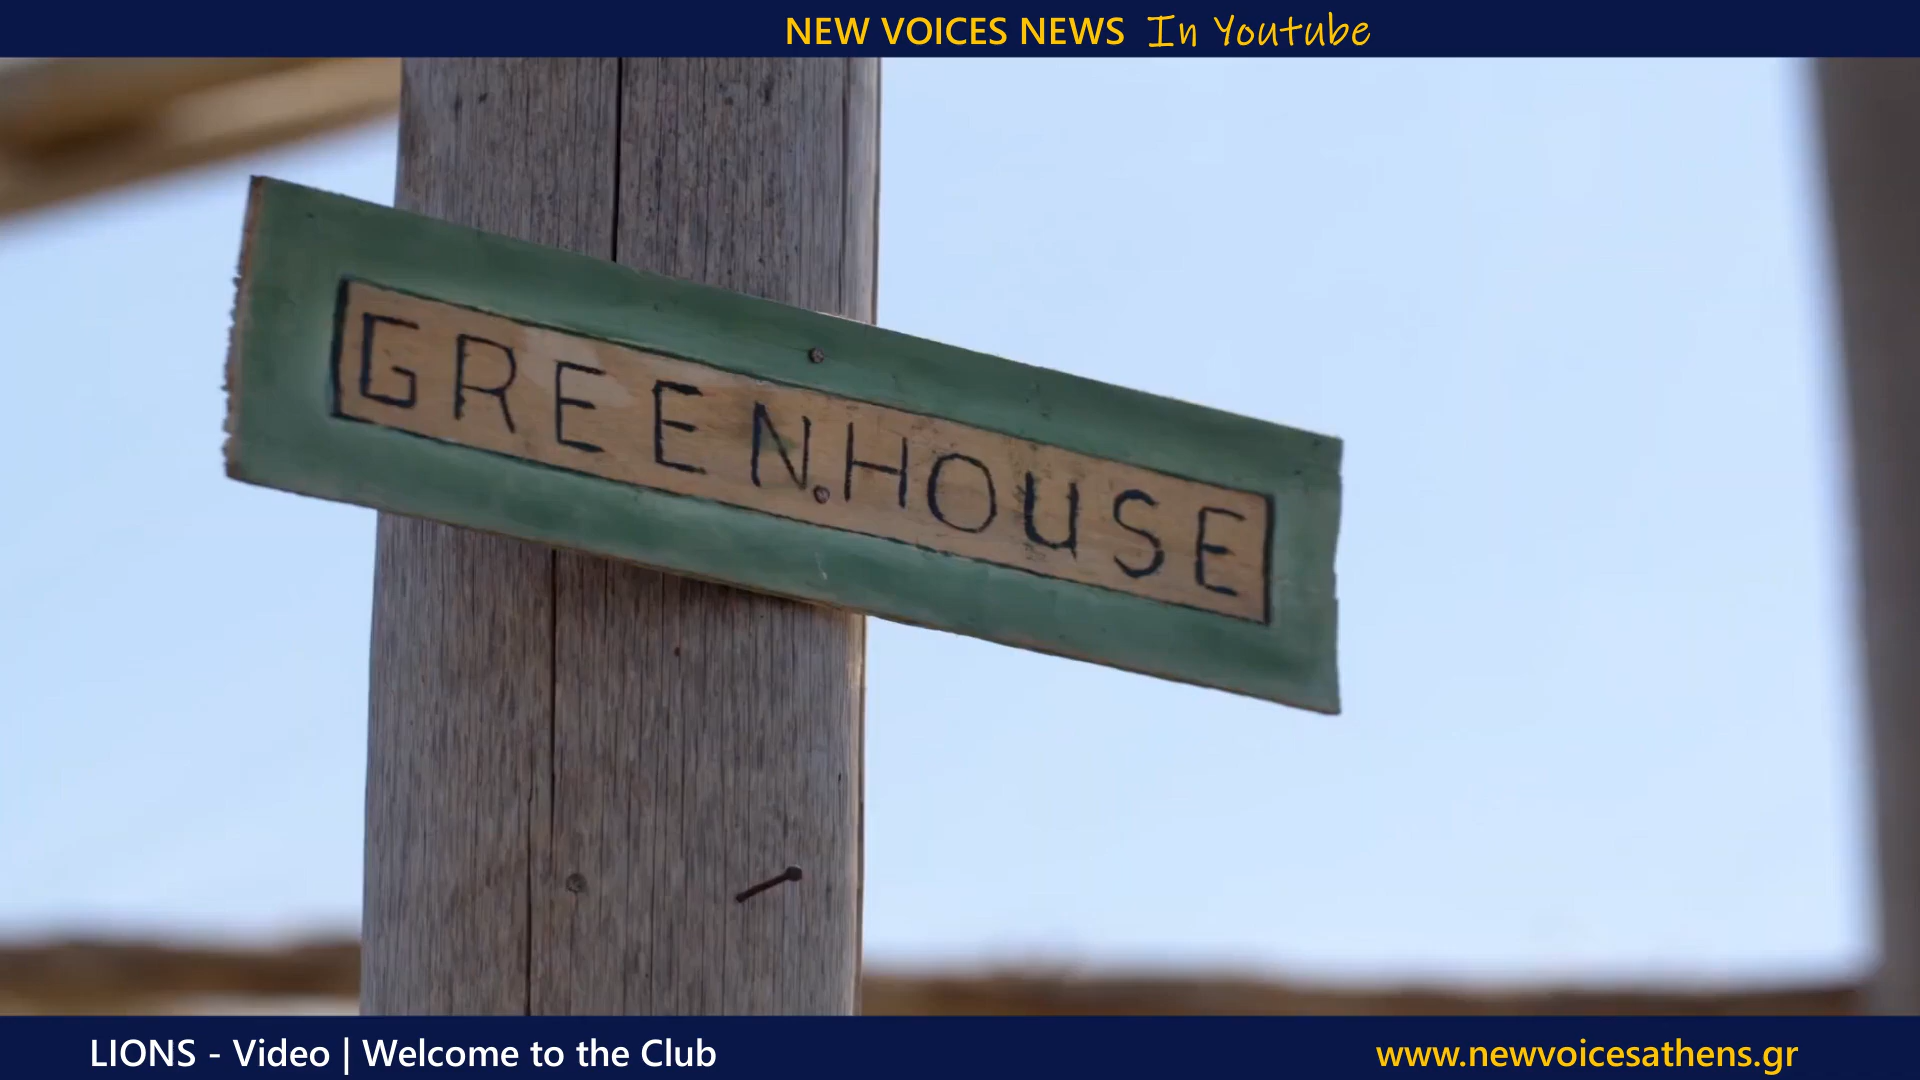 NEW VOICES NEWS In Youtube
GREEN.HOUSE
LIONS - Video | Welcome to the Club
www.newvoicesathens.gr